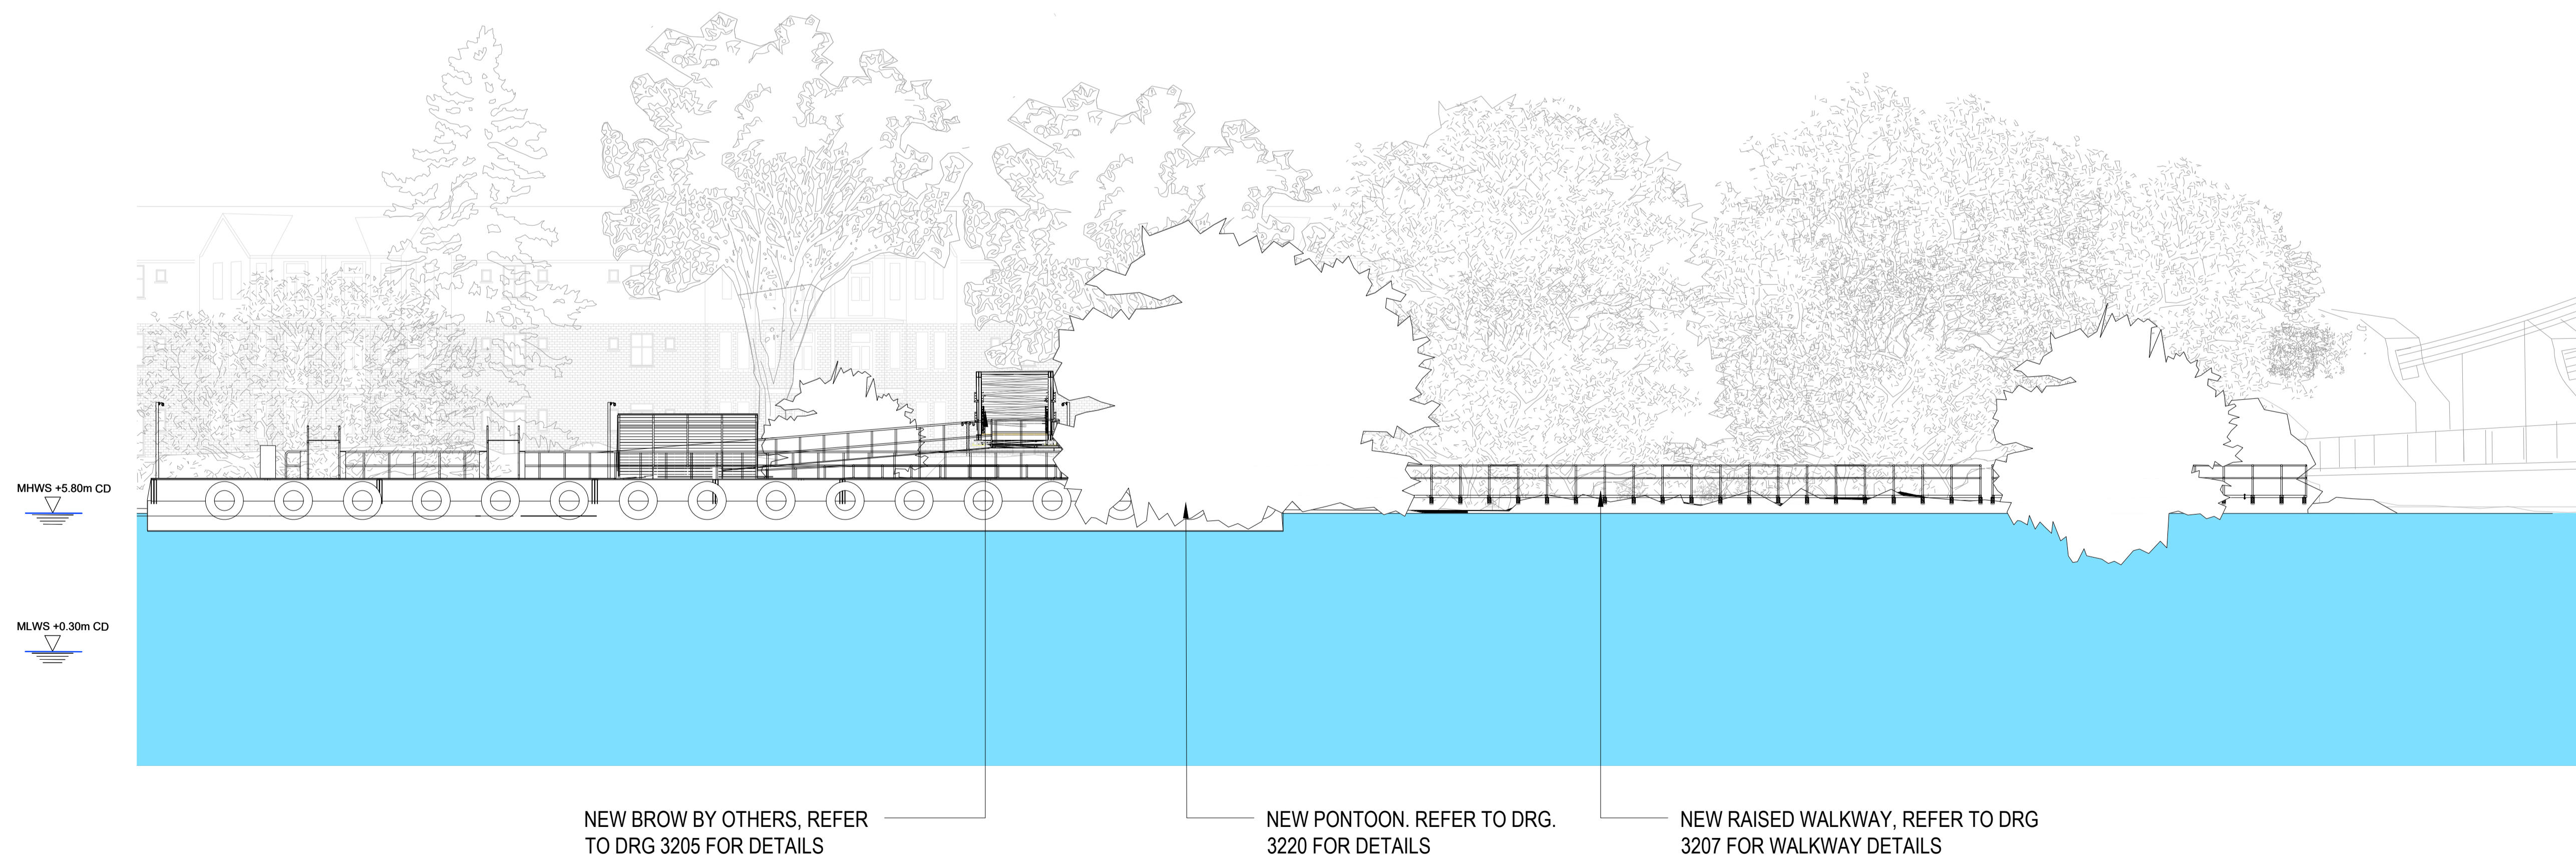 MHWS +5.80m CD
MLWS +0.30m CD
NEW BROW BY OTHERS, REFER
TO DRG 3205 FOR DETAILS
NEW PONTOON. REFER TO DRG.
3220 FOR DETAILS
NEW RAISED WALKWAY, REFER TO DRG
3207 FOR WALKWAY DETAILS